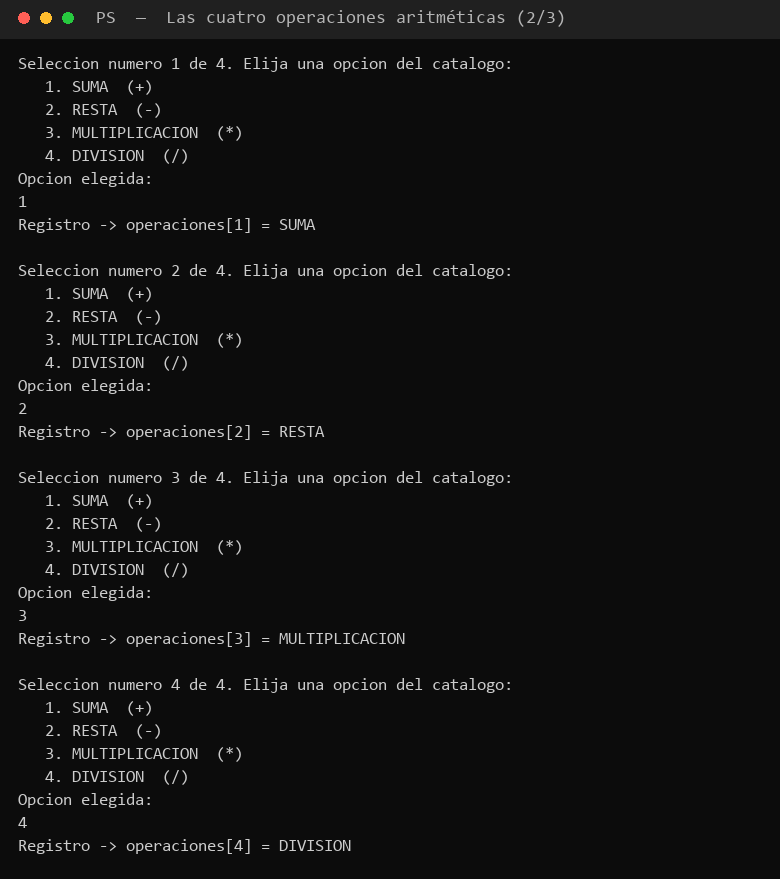 PS — Las cuatro operaciones aritméticas (2/3)
Seleccion numero 1 de 4. Elija una opcion del catalogo:
1. SUMA (+)
2. RESTA (-)
3. MULTIPLICACION (*)
4. DIVISION (/)
Opcion elegida:
1
Registro -> operaciones[1] = SUMA
Seleccion numero 2 de 4. Elija una opcion del catalogo:
1. SUMA (+)
2. RESTA (-)
3. MULTIPLICACION (*)
4. DIVISION (/)
Opcion elegida:
2
Registro -> operaciones[2] = RESTA
Seleccion numero 3 de 4. Elija una opcion del catalogo:
1. SUMA (+)
2. RESTA (-)
3. MULTIPLICACION (*)
4. DIVISION (/)
Opcion elegida:
3
Registro -> operaciones[3] = MULTIPLICACION
Seleccion numero 4 de 4. Elija una opcion del catalogo:
1. SUMA (+)
2. RESTA (-)
3. MULTIPLICACION (*)
4. DIVISION (/)
Opcion elegida:
4
Registro -> operaciones[4] = DIVISION